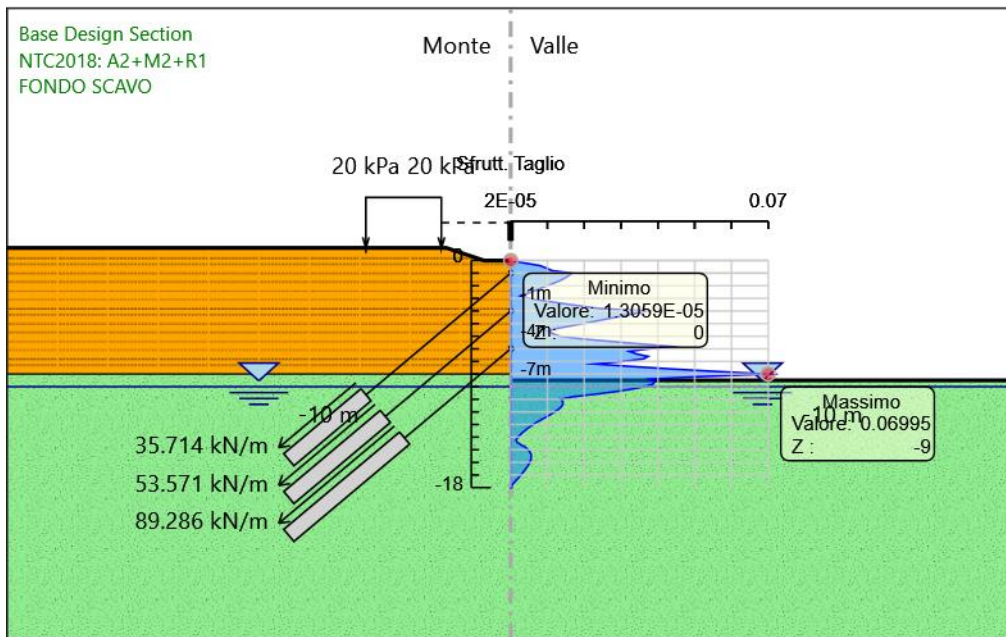 Base Design Section
NTC2018: A2+M2+R1
FONDO SCAVO
Monte
Valle
20 kPa 20 kPa
Sfrutt. Taglio
2E-05
0.07
0
Minimo
Valore: 1.3059E-05
Z : 0
-1m
-4m
-7m
-10 m
-10 m
Massimo
Valore: 0.06995
Z : -9
35.714 kN/m
53.571 kN/m
89.286 kN/m
-18